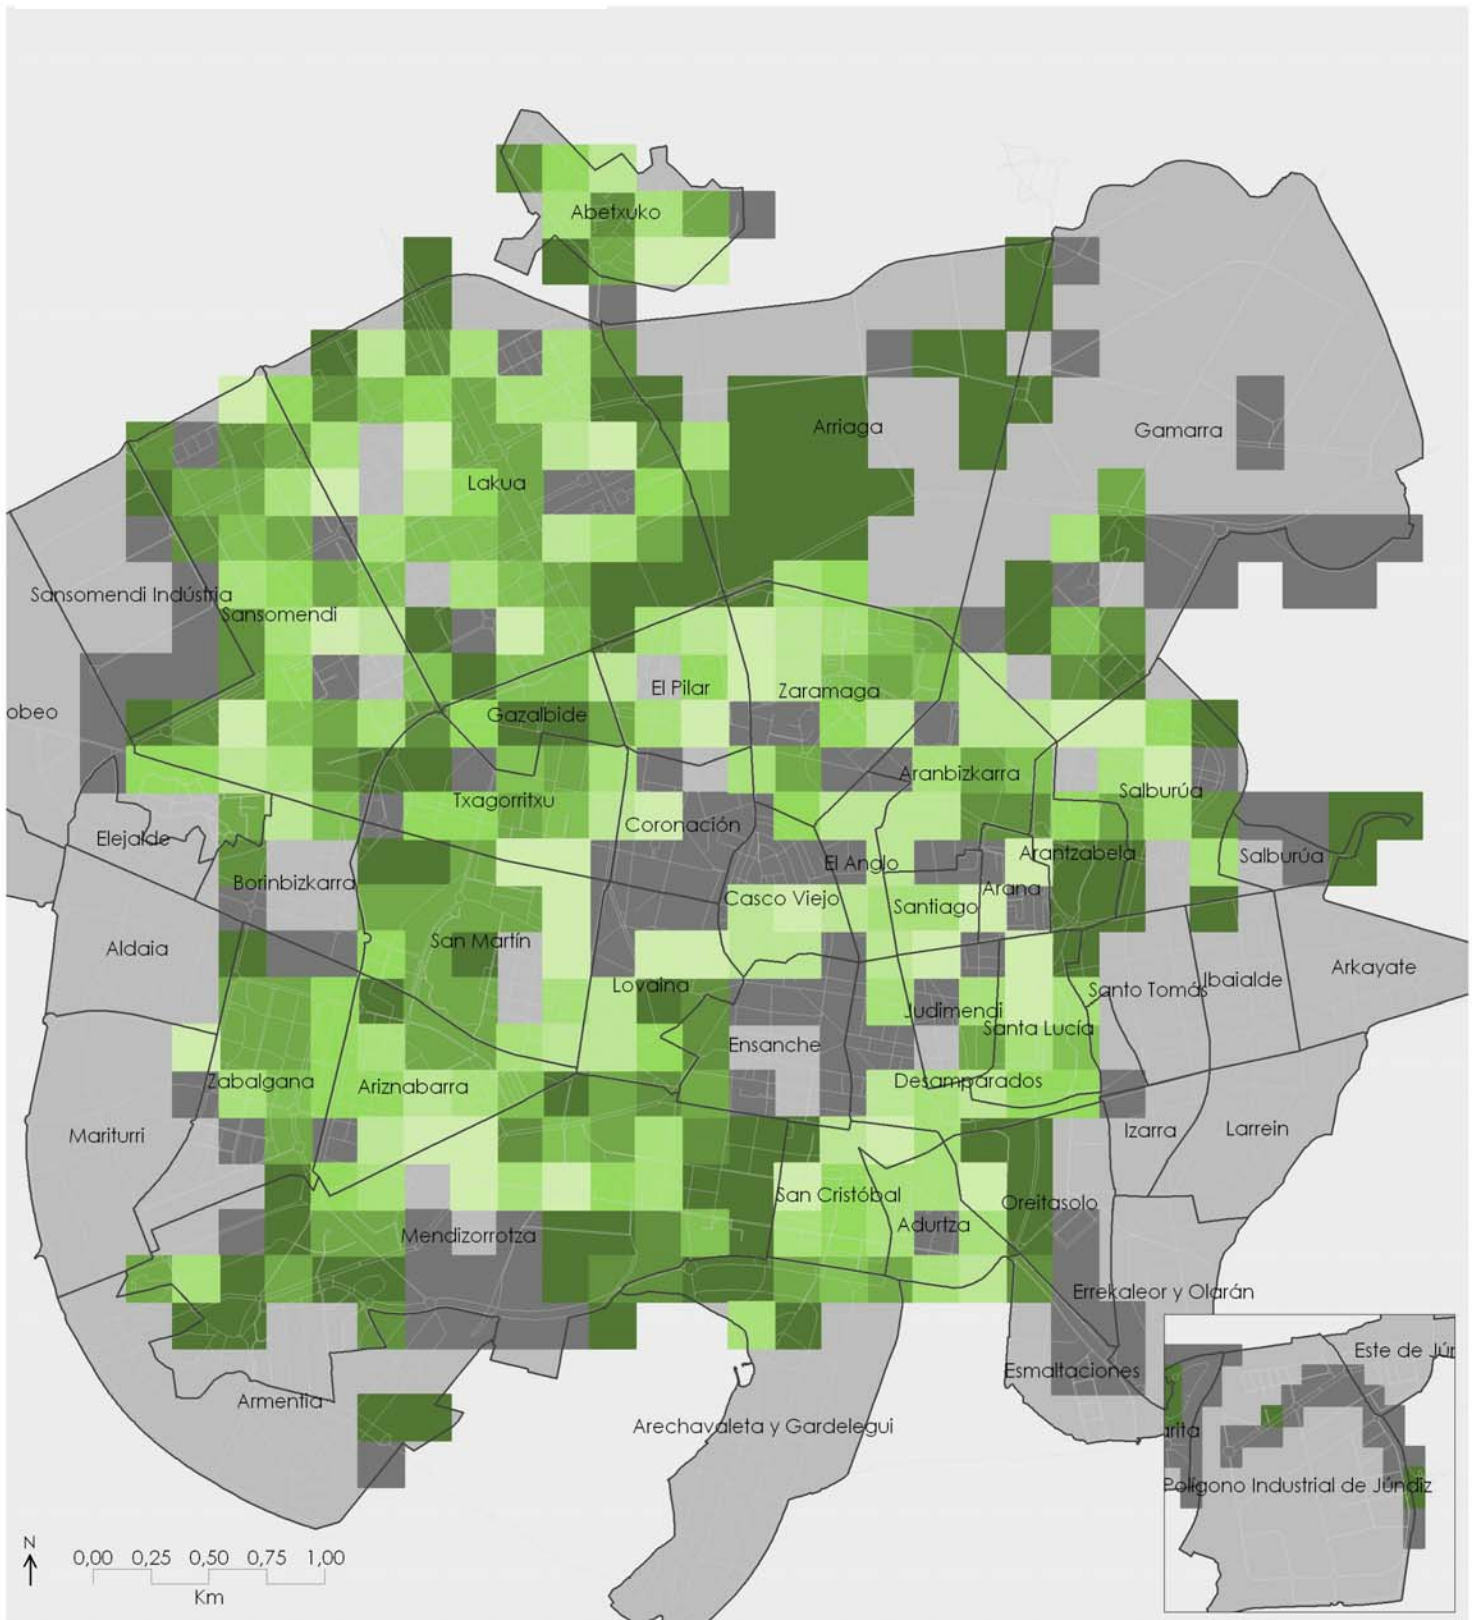 Abetxuko
Arriaga
Gamarra
Lakua
Sansomendi Indústria
Sansomendi
El Pilar
Zaramaga
obeo
Gazalbide
Aranbizkarra
Salburúa
Txagorritxu
Coronación
Elejalde
El Anglo
Arantzabela
Salburúa
Borinbizkarra
Arana
Casco Viejo
Santiago
Aldaia
San Martín
Arkayate
Lovaina
Ibaialde
Santo Tomás
Judimendi
Santa Lucía
Ensanche
Zabalgana
Ariznabarra
Desamparados
Mariturri
Izarra
Larrein
San Cristóbal
Oreitasolo
Adurtza
Mendizorrotza
Errekaleor y Olarán
Este de Jún
Esmaltaciones
Armentia
Arechavaleta y Gardelegui
arita
Polígono Industrial de Júndiz
N
0,00 0,25 0,50 0,75 1,00
Km